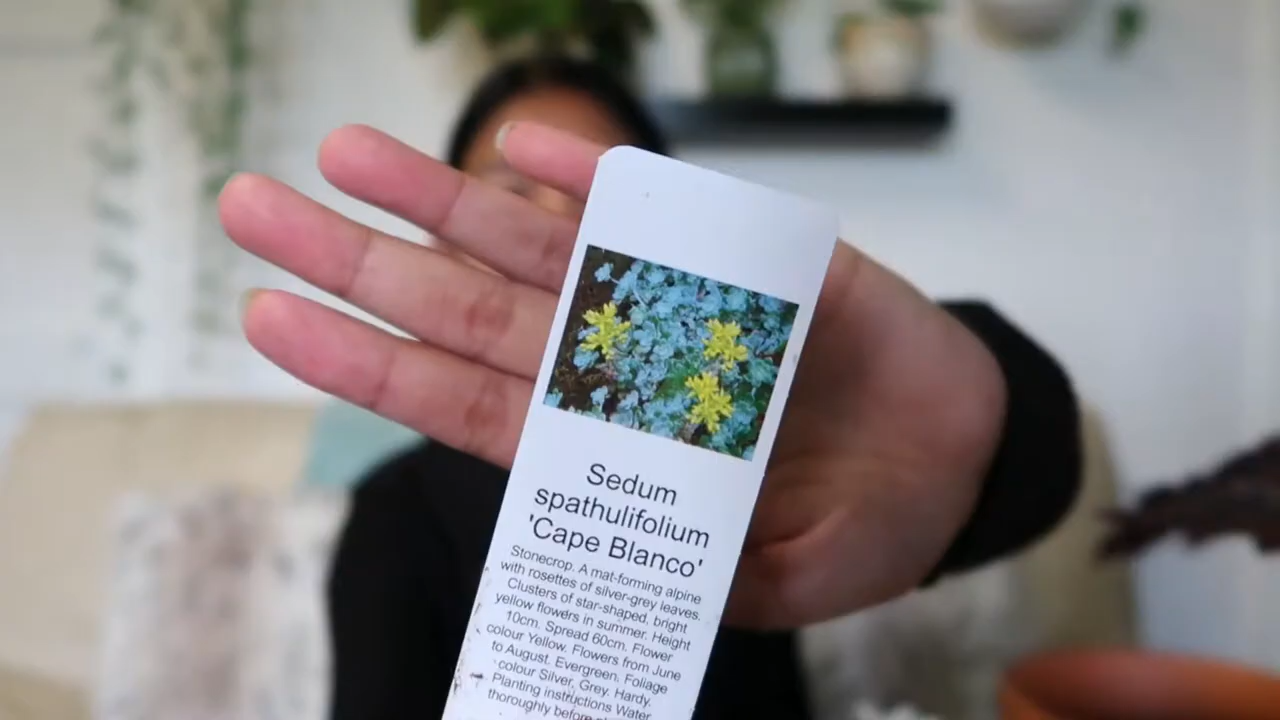 Sedum
spathulifolium
'Cape Blanco'
Stonecrop. A mat-forming alpine
with rosettes of silver-grey leaves.
Clusters of star-shaped, bright
yellow flowers in summer. Height
10cm. Spread 60cm. Flower
colour Yellow. Flowers from June
to August. Evergreen. Foliage
colour Silver, Grey. Hardy.
Planting instructions Water
thoroughly before